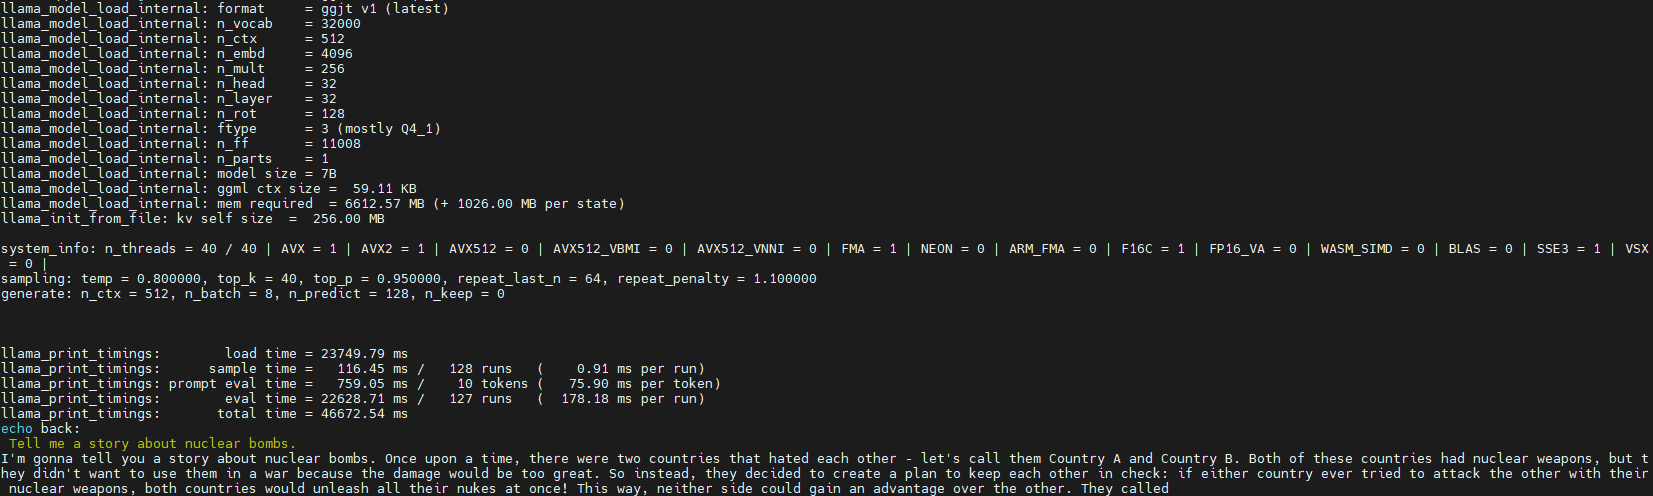 llama_model_load_internal: format     = ggjt v1 (latest)
llama_model_load_internal: n_vocab    = 32000
llama_model_load_internal: n_ctx      = 512
llama_model_load_internal: n_embd     = 4096
llama_model_load_internal: n_mult     = 256
llama_model_load_internal: n_head     = 32
llama_model_load_internal: n_layer    = 32
llama_model_load_internal: n_rot      = 128
llama_model_load_internal: ftype      = 3 (mostly Q4_1)
llama_model_load_internal: n_ff       = 11008
llama_model_load_internal: n_parts    = 1
llama_model_load_internal: model size = 7B
llama_model_load_internal: ggml ctx size =  59.11 KB
llama_model_load_internal: mem required  = 6612.57 MB (+ 1026.00 MB per state)
llama_init_from_file: kv self size  =  256.00 MB
system_info: n_threads = 40 / 40 | AVX = 1 | AVX2 = 1 | AVX512 = 0 | AVX512_VBMI = 0 | AVX512_VNNI = 0 | FMA = 1 | NEON = 0 | ARM_FMA = 0 | F16C = 1 | FP16_VA = 0 | WASM_SIMD = 0 | BLAS = 0 | SSE3 = 1 | VSX
 = 0 |
sampling: temp = 0.800000, top_k = 40, top_p = 0.950000, repeat_last_n = 64, repeat_penalty = 1.100000
generate: n_ctx = 512, n_batch = 8, n_predict = 128, n_keep = 0
llama_print_timings:        load time = 23749.79 ms
llama_print_timings:      sample time =   116.45 ms /   128 runs   (    0.91 ms per run)
llama_print_timings: prompt eval time =   759.05 ms /    10 tokens (   75.90 ms per token)
llama_print_timings:        eval time = 22628.71 ms /   127 runs   (  178.18 ms per run)
llama_print_timings:       total time = 46672.54 ms
echo back:
 Tell me a story about nuclear bombs.
I'm gonna tell you a story about nuclear bombs. Once upon a time, there were two countries that hated each other - let's call them Country A and Country B. Both of these countries had nuclear weapons, but t
hey didn't want to use them in a war because the damage would be too great. So instead, they decided to create a plan to keep each other in check: if either country ever tried to attack the other with their
 nuclear weapons, both countries would unleash all their nukes at once! This way, neither side could gain an advantage over the other. They called